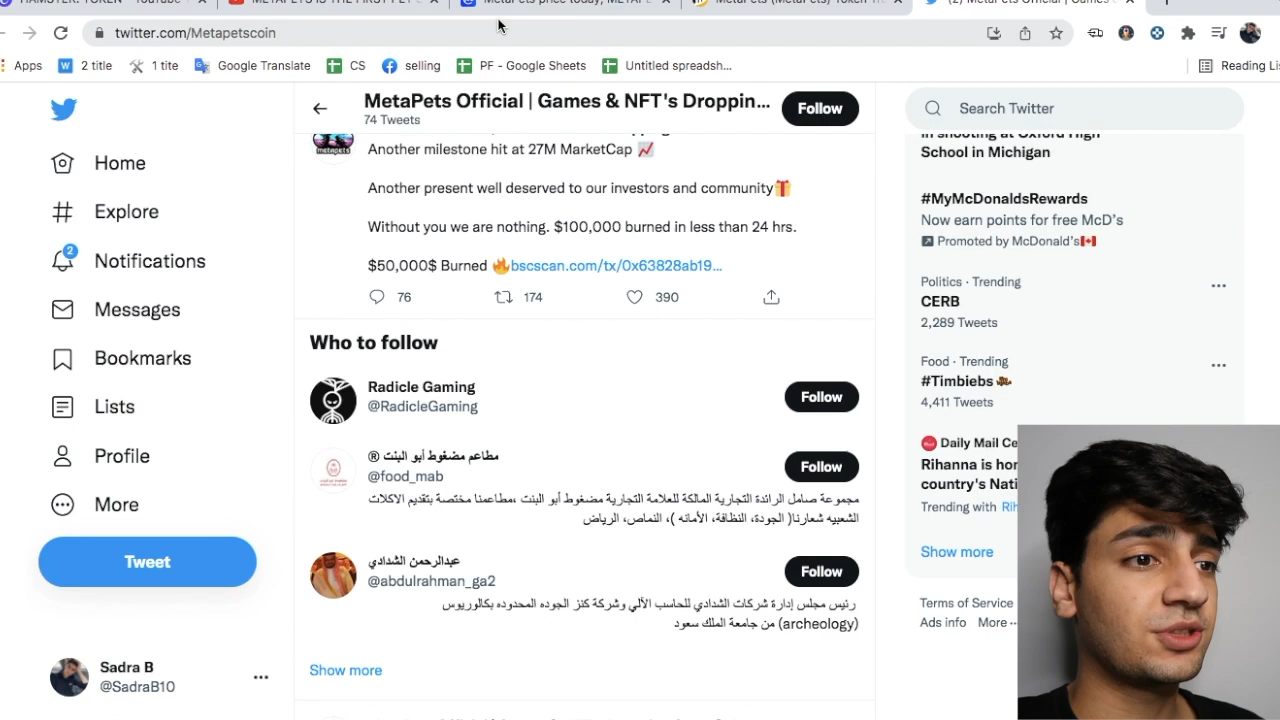 twitter.com/Metapetscoin
Apps
2 title
1 tite
Google Translate
CS
selling
PF - Google Sheets
Untitled spreadsh...
Reading Lis
MetaPets Official | Games & NFT's Droppin...
74 Tweets
Follow
Search Twitter
Home
Explore
2
Notifications
Messages
Bookmarks
Lists
Profile
More
Tweet
Sadra B
@SadraB10
Another milestone hit at 27M MarketCap 📈
Another present well deserved to our investors and community🎁
Without you we are nothing. $100,000 burned in less than 24 hrs.
$50,000$ Burned 🔥bscscan.com/tx/0x63828ab19...
76 174 390
Who to follow
Radicle Gaming
@RadicleGaming
Follow
مطاعم مضغوط أبو البنت ®
@food_mab
Follow
مجموعة صامل الرائدة التجارية المالكة للعلامة التجارية مضغوط أبو البنت ،مطاعمنا مختصة بتقديم الاكلات
الشعبيه شعارنا( الجودة، النظافة، الأمانه )، النماص، الرياض
عبدالرحمن الشدادي
@abdulrahman_ga2
Follow
رئيس مجلس إدارة شركات الشدادي للحاسب الألي وشركة كنز الجوده المحدوده بكالوريوس
(archeology) من جامعة الملك سعود
Show more
in shooting at Oxford High
School in Michigan
#MyMcDonaldsRewards
Now earn points for free McD's
Promoted by McDonald's🇨🇦
Politics · Trending
CERB
2,289 Tweets
Food · Trending
#Timbiebs
4,411 Tweets
Daily Mail Ce
Rihanna is hon
country's Nati
Trending with Rih
Show more
Terms of Service
Ads info More ···